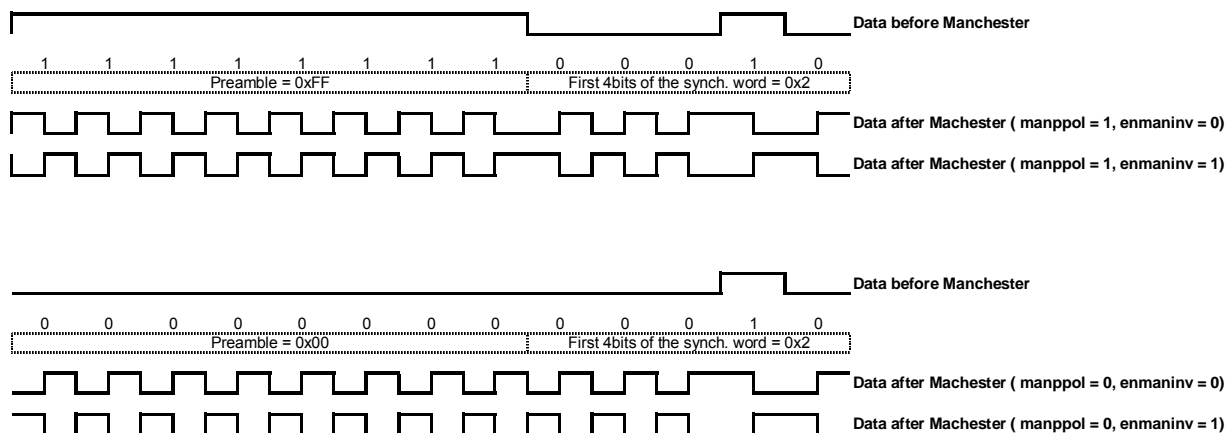 Data before Manchester
1 1 1 1 1 1 1 1 0 0 0 1 0
Preamble = 0xFF First 4bits of the synch. word = 0x2
Data after Machester ( manppol = 1, enmaninv = 0)
Data after Machester ( manppol = 1, enmaninv = 1)
Data before Manchester
0 0 0 0 0 0 0 0 0 0 0 1 0
Preamble = 0x00 First 4bits of the synch. word = 0x2
Data after Machester ( manppol = 0, enmaninv = 0)
Data after Machester ( manppol = 0, enmaninv = 1)